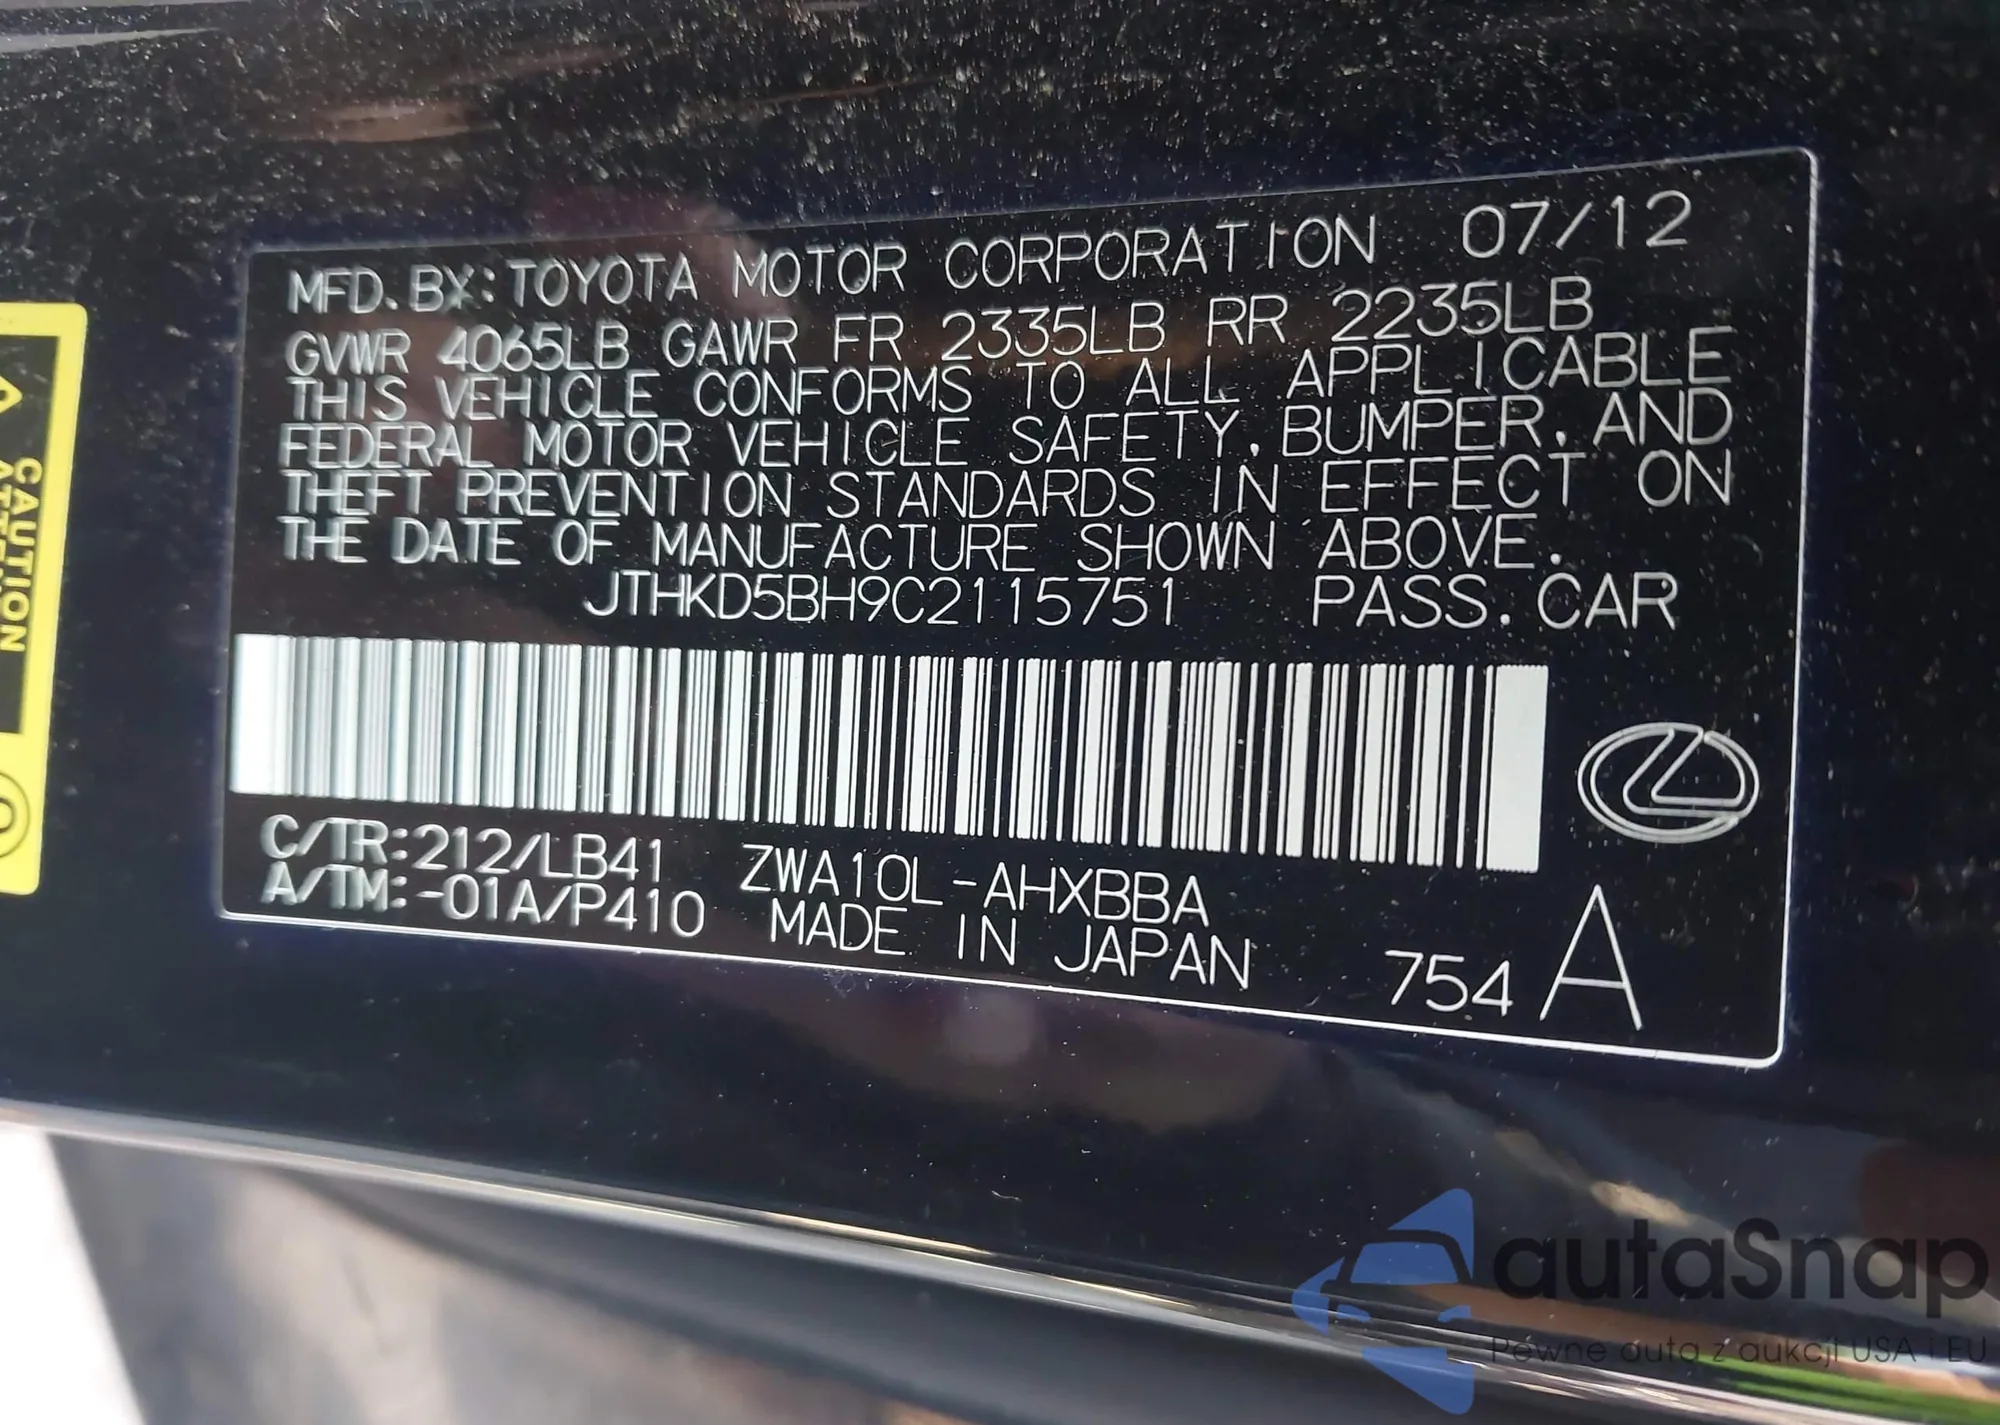 MFD. BY: TOYOTA MOTOR CORPORATION 07/12
GVWR 4065LB GAWR FR 2335LB RR 2235LB
THIS VEHICLE CONFORMS TO ALL APPLICABLE
FEDERAL MOTOR VEHICLE SAFETY, BUMPER, AND
THEFT PREVENTION STANDARDS IN EFFECT ON
THE DATE OF MANUFACTURE SHOWN ABOVE.
JTHKD5BH9C2115751 PASS. CAR
C/TR:212/LB41 ZWA10L-AHXBBA
A/TM:-01A/P410 MADE IN JAPAN
754 A
CAUTION
autaSnap
Pewne auta z aukcji USA i EU